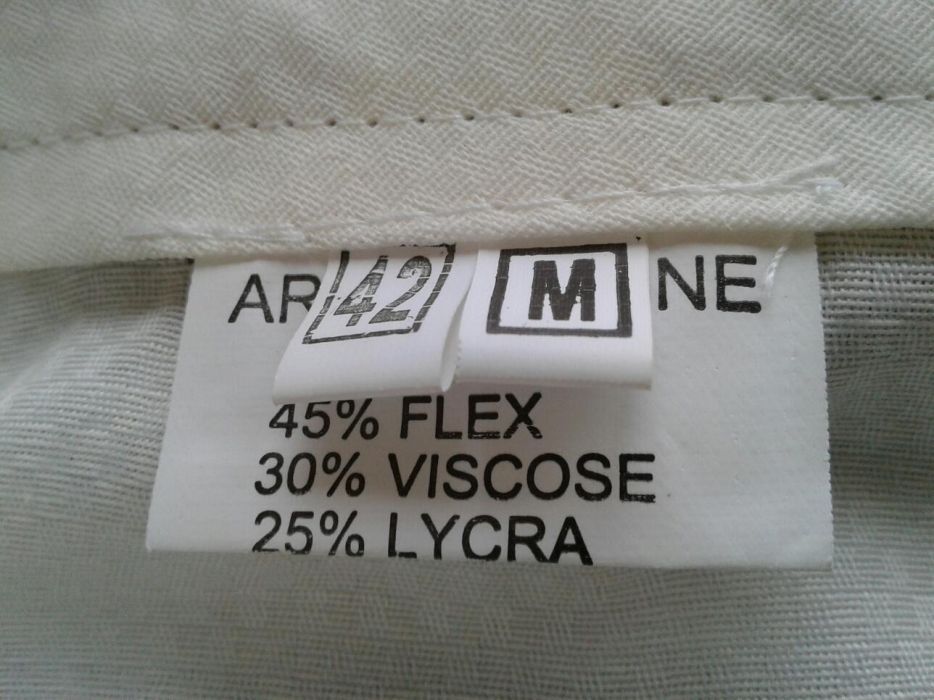 AR 42 M NE
45% FLEX
30% VISCOSE
25% LYCRA